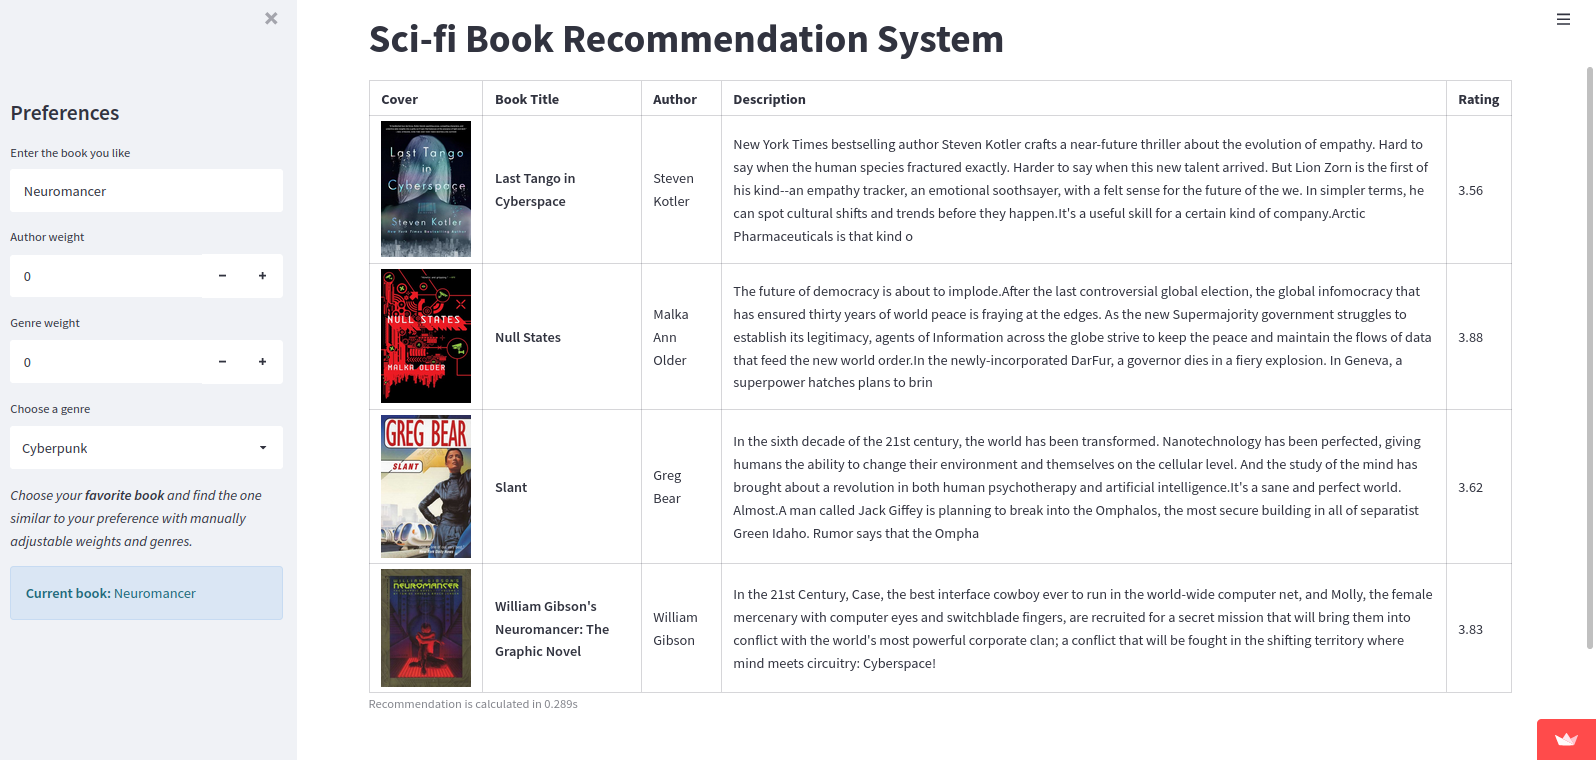 Sci-fi Book Recommendation System
Preferences
Enter the book you like
Neuromancer
Author weight
0
Genre weight
0
Choose a genre
Cyberpunk
Choose your favorite book and find the one
similar to your preference with manually
adjustable weights and genres.
Current book: Neuromancer
Cover
Book Title
Author
Description
Rating
Last Tango
in
Cyberspace
Steven Kotler
Last Tango in
Cyberspace
Steven
Kotler
New York Times bestselling author Steven Kotler crafts a near-future thriller about the evolution of empathy. Hard to
say when the human species fractured exactly. Harder to say when this new talent arrived. But Lion Zorn is the first of
his kind--an empathy tracker, an emotional soothsayer, with a felt sense for the future of the we. In simpler terms, he
can spot cultural shifts and trends before they happen.It's a useful skill for a certain kind of company.Arctic
Pharmaceuticals is that kind o
3.56
NULL STATES
MALKA OLDER
Null States
Malka
Ann
Older
The future of democracy is about to implode.After the last controversial global election, the global infomocracy that
has ensured thirty years of world peace is fraying at the edges. As the new Supermajority government struggles to
establish its legitimacy, agents of Information across the globe strive to keep the peace and maintain the flows of data
that feed the new world order.In the newly-incorporated DarFur, a governor dies in a fiery explosion. In Geneva, a
superpower hatches plans to brin
3.88
GREG BEAR
SLANT
Slant
Greg
Bear
In the sixth decade of the 21st century, the world has been transformed. Nanotechnology has been perfected, giving
humans the ability to change their environment and themselves on the cellular level. And the study of the mind has
brought about a revolution in both human psychotherapy and artificial intelligence.It's a sane and perfect world.
Almost.A man called Jack Giffey is planning to break into the Omphalos, the most secure building in all of separatist
Green Idaho. Rumor says that the Ompha
3.62
WILLIAM GIBSON'S
NEUROMANCER
William Gibson's
Neuromancer: The
Graphic Novel
William
Gibson
In the 21st Century, Case, the best interface cowboy ever to run in the world-wide computer net, and Molly, the female
mercenary with computer eyes and switchblade fingers, are recruited for a secret mission that will bring them into
conflict with the world's most powerful corporate clan; a conflict that will be fought in the shifting territory where
mind meets circuitry: Cyberspace!
3.83
Recommendation is calculated in 0.289s